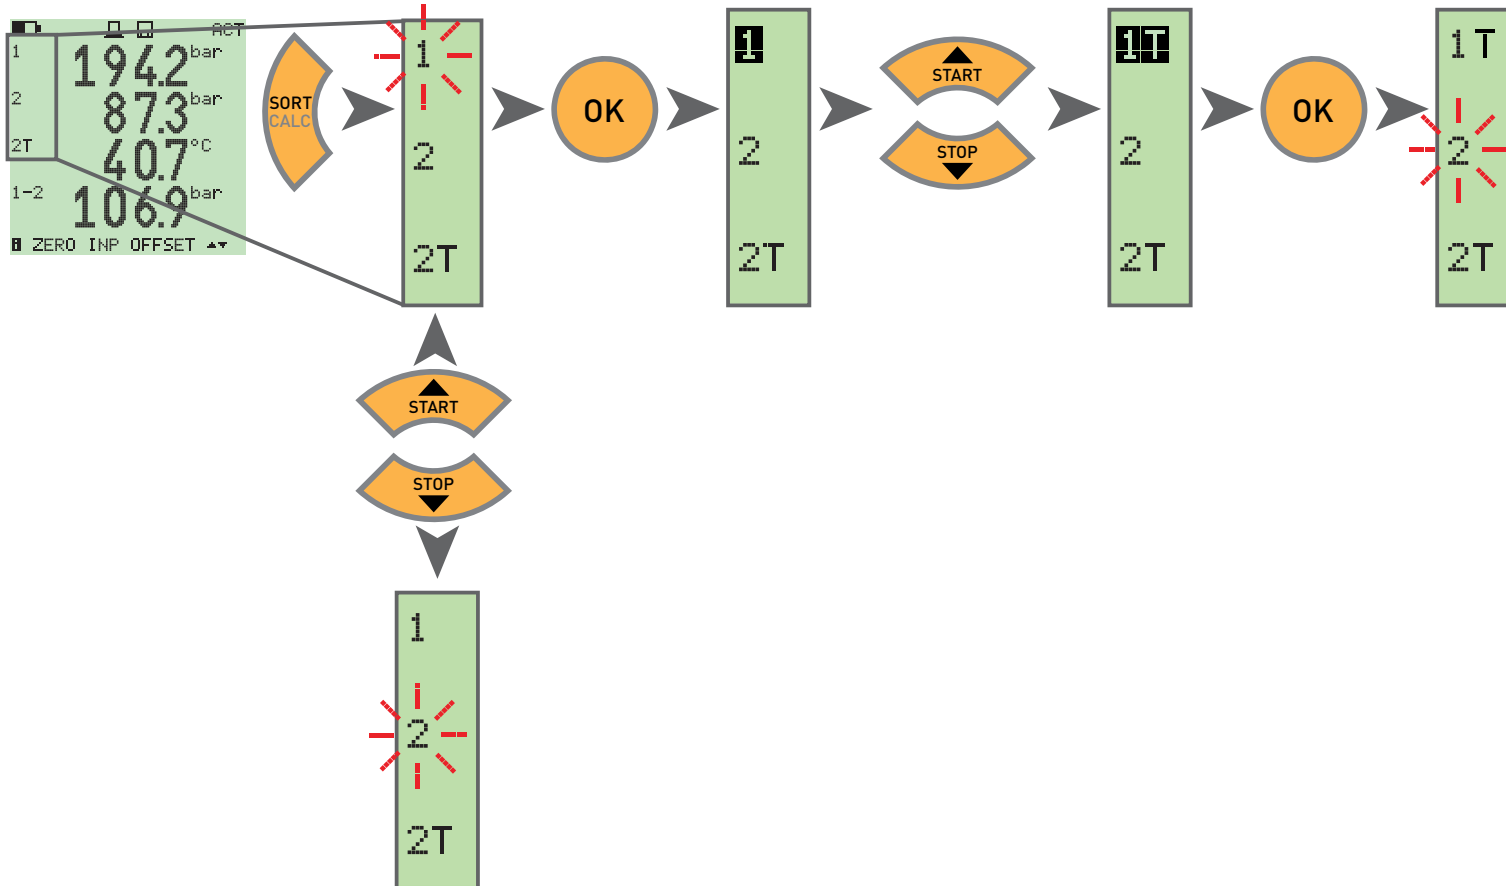 ACT
1 194.2 bar
2 87.3 bar
2T 40.7 °C
1-2 106.9 bar
i ZERO INP OFFSET ▲▼
SORT
CALC
1
2
2T
OK
1
2
2T
START
STOP
1T
2
2T
OK
1T
2
2T
START
STOP
1
2
2T